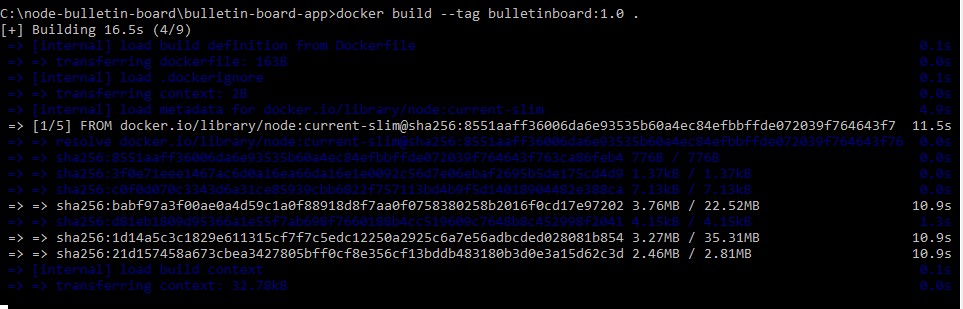 C:\node-bulletin-board\bulletin-board-app>docker build --tag bulletinboard:1.0 .
[+] Building 16.5s (4/9)
=> [internal] load build definition from Dockerfile 0.1s
=> => transferring dockerfile: 163B 0.0s
=> [internal] load .dockerignore 0.1s
=> => transferring context: 2B 0.0s
=> [internal] load metadata for docker.io/library/node:current-slim 4.9s
=> [1/5] FROM docker.io/library/node:current-slim@sha256:8551aaff36006da6e93535b60a4ec84efbbffde072039f764643f7 11.5s
=> => resolve docker.io/library/node:current-slim@sha256:8551aaff36006da6e93535b60a4ec84efbbffde072039f764643f76 0.0s
=> => sha256:8551aaff36006da6e93535b60a4ec84efbbffde072039f764643f763ca86feb4 776B / 776B 0.0s
=> => sha256:3f0e71eee1467ac6d0a16ea66da16e1e0092c56d7e06ebaf2695b5de175cd4d9 1.37kB / 1.37kB 0.0s
=> => sha256:c0f0d070c3343d6a31ce85939cbb6822f757113bd4b9f5d14018904482e388ca 7.13kB / 7.13kB 0.0s
=> => sha256:babf97a3f00ae0a4d59c1a0f88918d8f7aa0f0758380258b2016f0cd17e97202 3.76MB / 22.52MB 10.9s
=> => sha256:d81eb1809d95366a1e55f7ab698f7660188b4cc519609c7648b8c452998f2041 4.15kB / 4.15kB 1.3s
=> => sha256:1d14a5c3c1829e611315cf7f7c5edc12250a2925c6a7e56adbcded028081b854 3.27MB / 35.31MB 10.9s
=> => sha256:21d157458a673cbea3427805bff0cf8e356cf13bddb483180b3d0e3a15d62c3d 2.46MB / 2.81MB 10.9s
=> [internal] load build context 0.1s
=> => transferring context: 32.78kB 0.0s